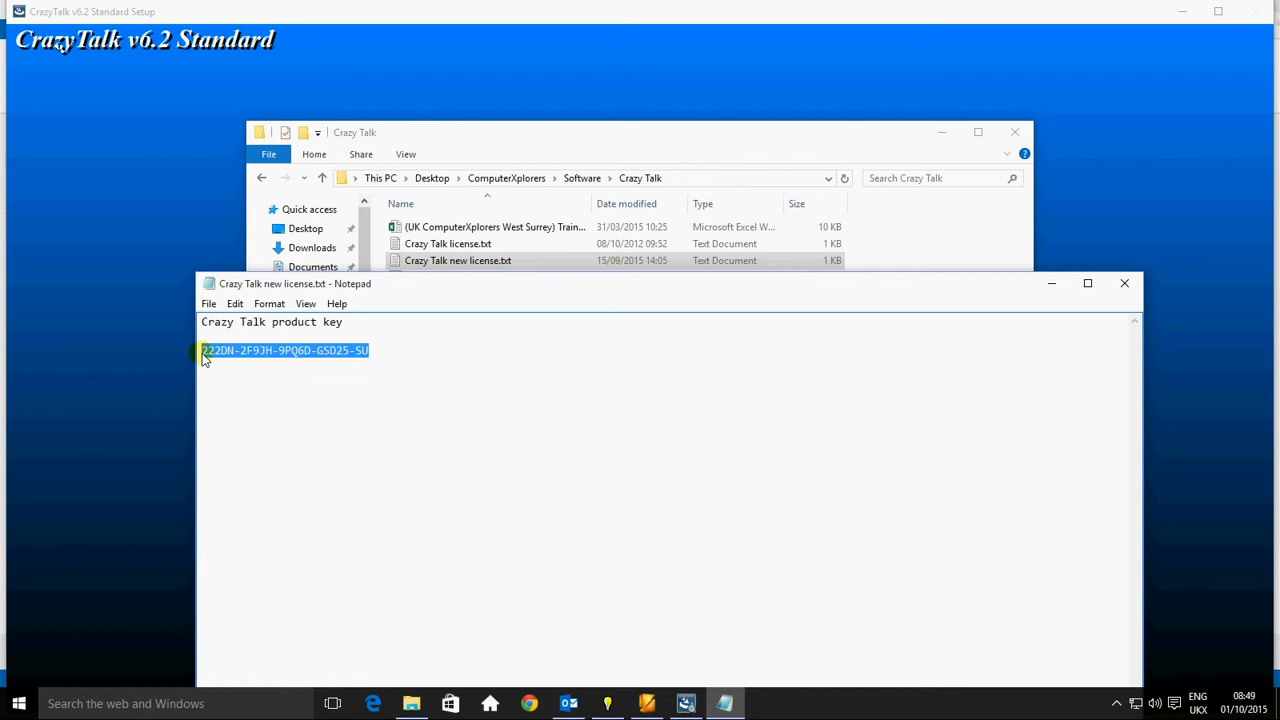 CrazyTalk v6.2 Standard Setup
CrazyTalk v6.2 Standard
Crazy Talk
File Home Share View
This PC Desktop ComputerXplorers Software Crazy Talk
Search Crazy Talk
Name Date modified Type Size
Quick access
Desktop
Downloads
Documents
(UK ComputerXplorers West Surrey) Train... 31/03/2015 10:25 Microsoft Excel W... 10 KB
Crazy Talk license.txt 08/10/2012 09:52 Text Document 1 KB
Crazy Talk new license.txt 15/09/2015 14:05 Text Document 1 KB
Crazy Talk new license.txt - Notepad
File Edit Format View Help
Crazy Talk product key
222DN-2F9JH-9PQ6D-GSD25-SU
Search the web and Windows
ENG 08:49
UKX 01/10/2015